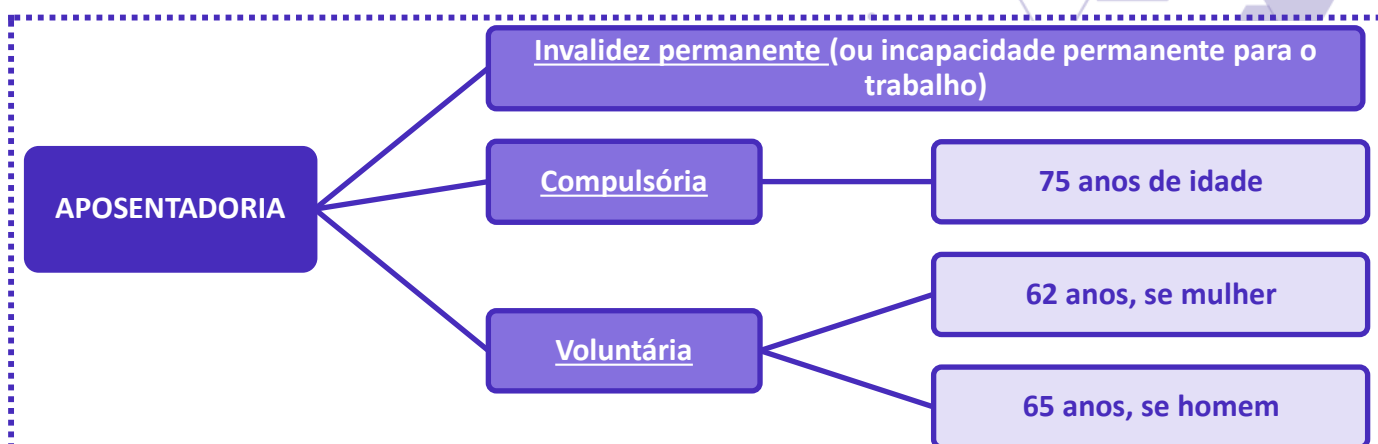 Invalidez permanente (ou incapacidade permanente para o
trabalho)
APOSENTADORIA
Compulsória
75 anos de idade
Voluntária
62 anos, se mulher
65 anos, se homem